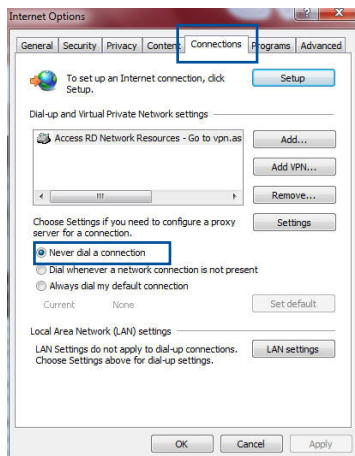 Internet Options
General Security Privacy Content Connections Programs Advanced
To set up an Internet connection, click
Setup.
Setup
Dial-up and Virtual Private Network settings
Access RD Network Resources - Go to vpn.as
Add...
Add VPN...
Remove...
Choose Settings if you need to configure a proxy
server for a connection.
Settings
Never dial a connection
Dial whenever a network connection is not present
Always dial my default connection
Current None
Set default
Local Area Network (LAN) settings
LAN Settings do not apply to dial-up connections.
Choose Settings above for dial-up settings.
LAN settings
OK Cancel Apply